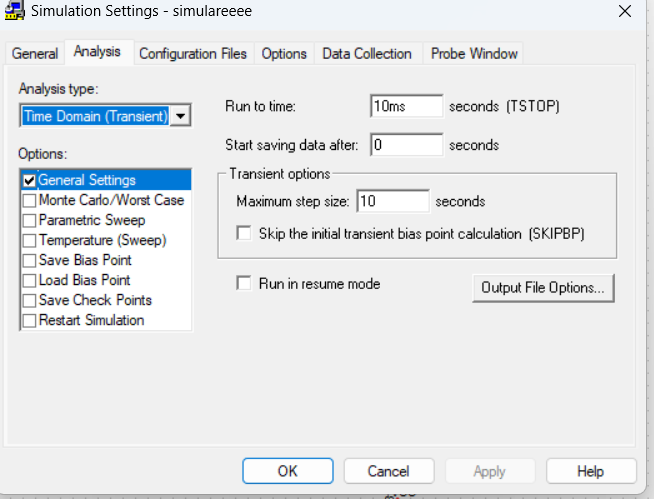 Simulation Settings - simulareeee
General Analysis Configuration Files Options Data Collection Probe Window
Analysis type:
Time Domain (Transient)
Options:
General Settings
Monte Carlo/Worst Case
Parametric Sweep
Temperature (Sweep)
Save Bias Point
Load Bias Point
Save Check Points
Restart Simulation
Run to time: 10ms seconds (TSTOP)
Start saving data after: 0 seconds
Transient options
Maximum step size: 10 seconds
Skip the initial transient bias point calculation (SKIPBP)
Run in resume mode
Output File Options...
OK Cancel Apply Help